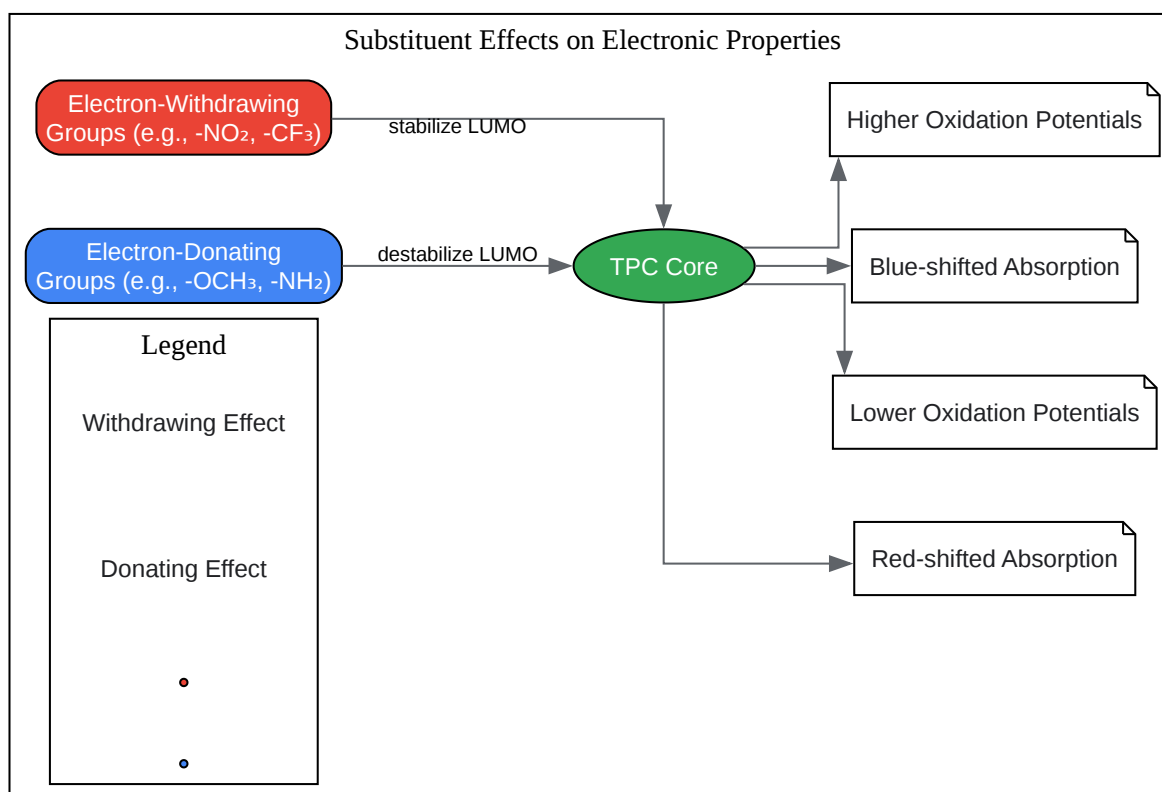 Substituent Effects on Electronic Properties
Electron-Withdrawing
Groups (e.g., -NO₂, -CF₃)
stabilize LUMO
Higher Oxidation Potentials
Electron-Donating
Groups (e.g., -OCH₃, -NH₂)
destabilize LUMO
TPC Core
Blue-shifted Absorption
Legend
Withdrawing Effect
Lower Oxidation Potentials
Donating Effect
Red-shifted Absorption